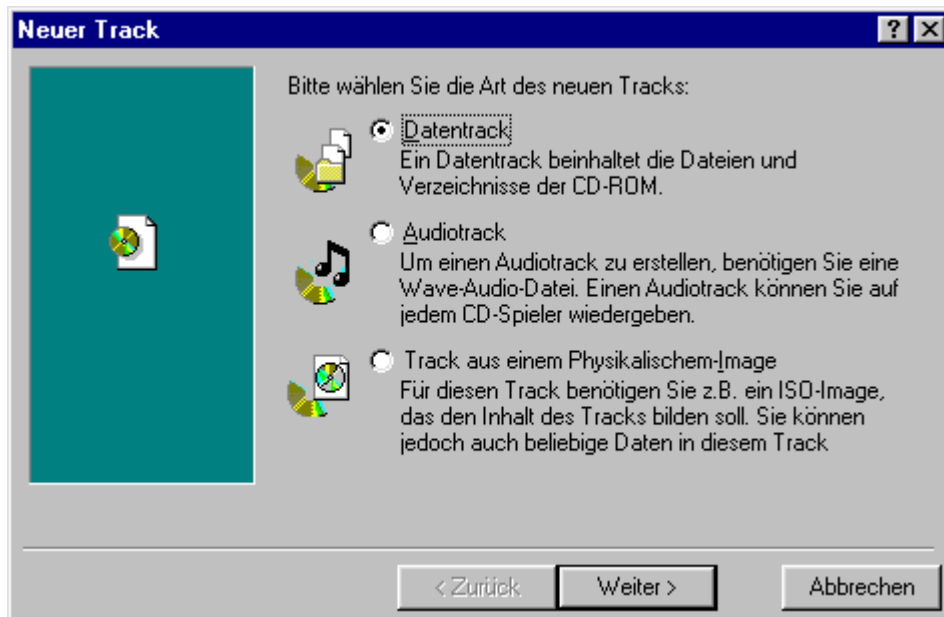 Neuer Track
Bitte wählen Sie die Art des neuen Tracks:
Datentrack
Ein Datentrack beinhaltet die Dateien und
Verzeichnisse der CD-ROM.
Audiotrack
Um einen Audiotrack zu erstellen, benötigen Sie eine
Wave-Audio-Datei. Einen Audiotrack können Sie auf
jedem CD-Spieler wiedergeben.
Track aus einem Physikalischem-Image
Für diesen Track benötigen Sie z.B. ein ISO-Image,
das den Inhalt des Tracks bilden soll. Sie können
jedoch auch beliebige Daten in diesem Track
< Zurück
Weiter >
Abbrechen